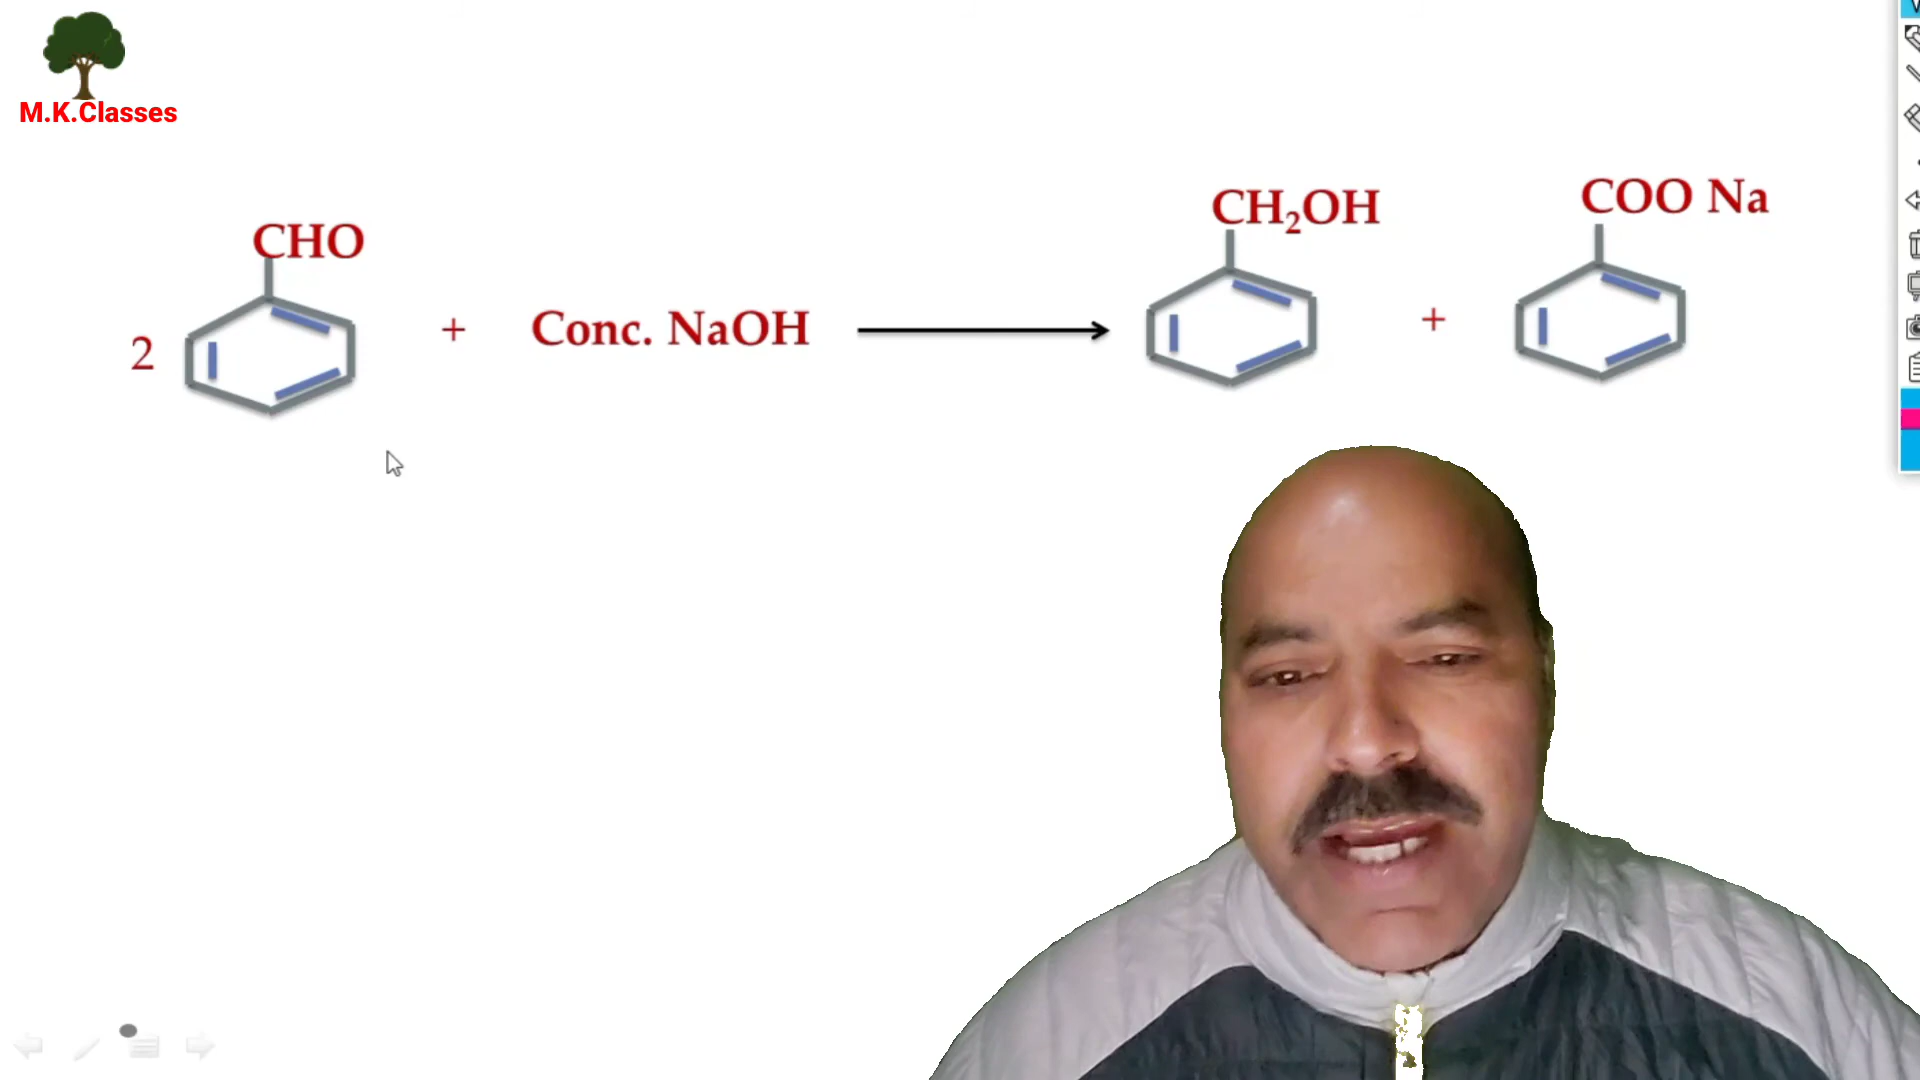 M.K.Classes
CHO
2
+
Conc. NaOH
CH₂OH
+
COO Na